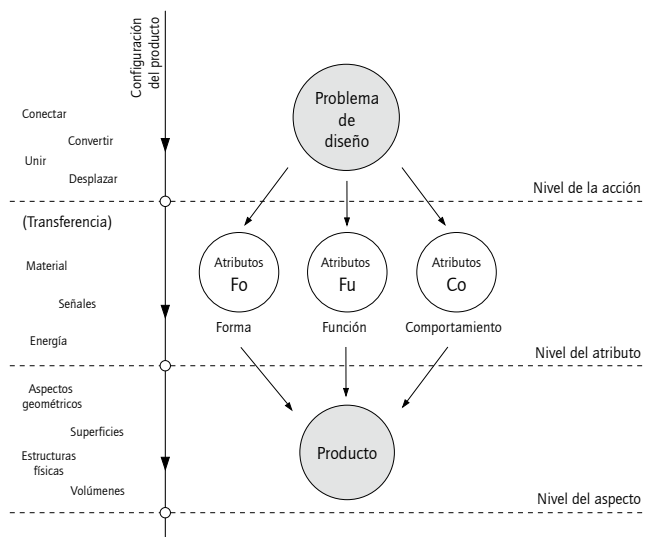 Configuración
del producto
Conectar
Convertir
Unir
Desplazar
Problema
de
diseño
Nivel de la acción
(Transferencia)
Material
Señales
Energía
Atributos
Fo
Forma
Atributos
Fu
Función
Atributos
Co
Comportamiento
Nivel del atributo
Aspectos
geométricos
Superficies
Estructuras
físicas
Volúmenes
Producto
Nivel del aspecto